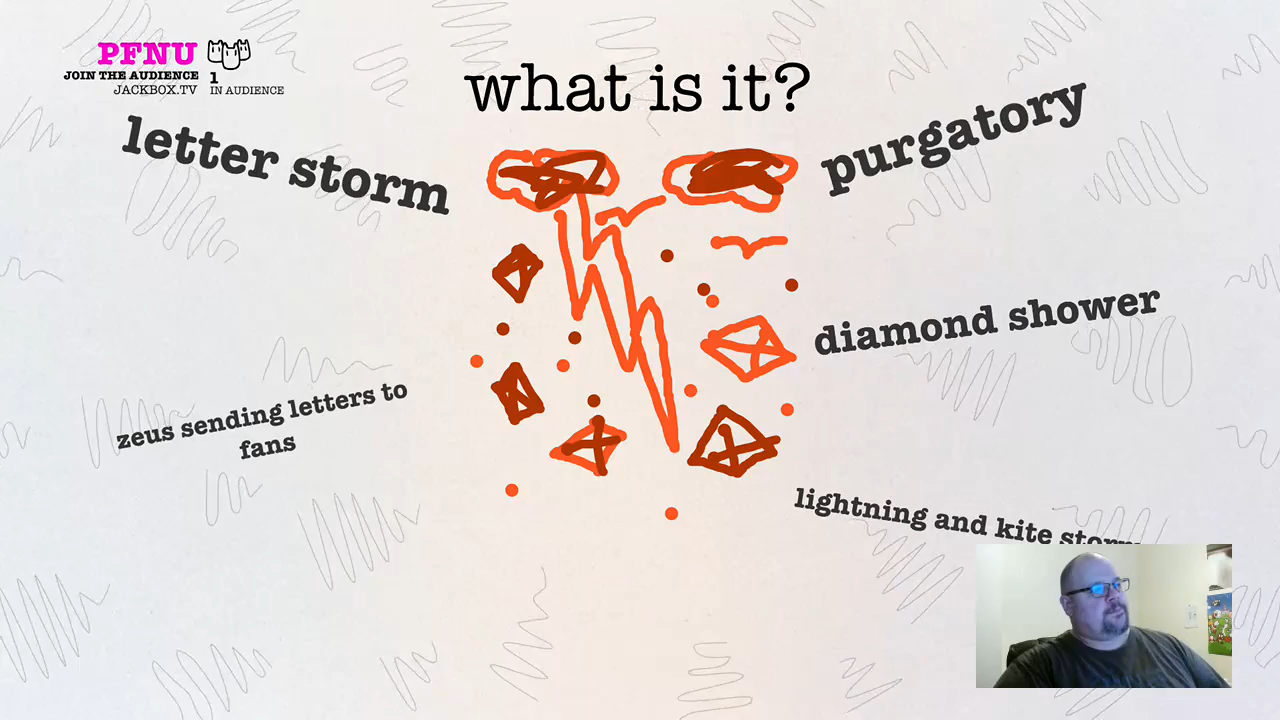 PFNU
JOIN THE AUDIENCE
JACKBOX.TV
1
IN AUDIENCE
what is it?
letter storm
purgatory
diamond shower
zeus sending letters to
fans
lightning and kite storm